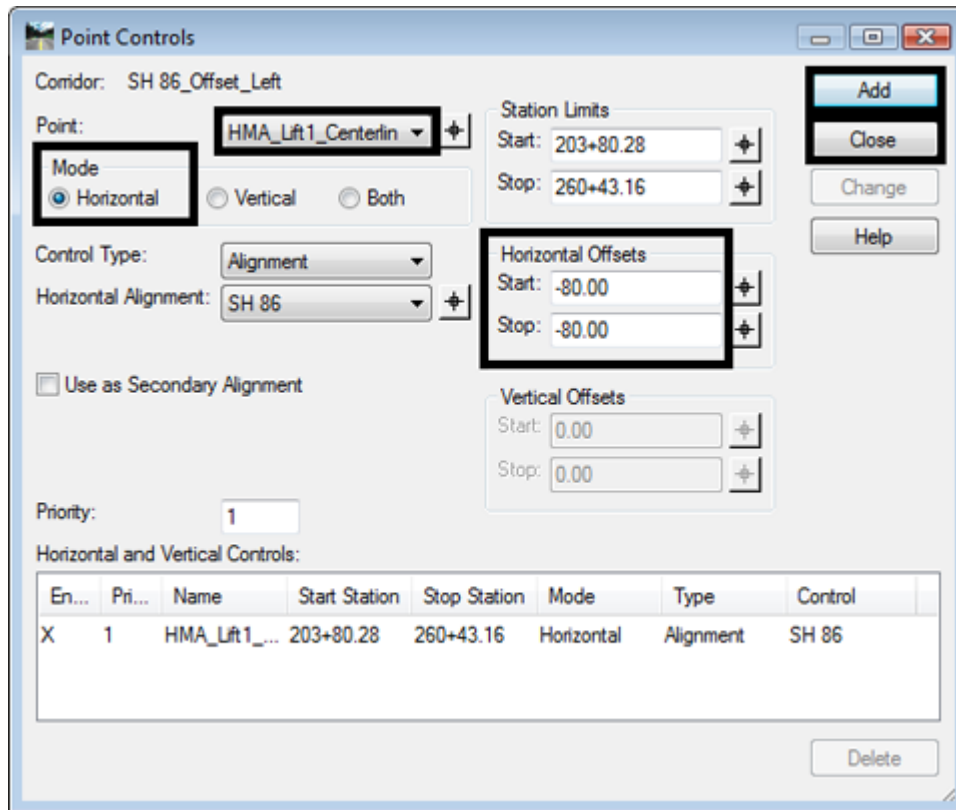 Point Controls
Corridor: SH 86_Offset_Left
Point: HMA_Lift1_Centerlin
Mode
Horizontal Vertical Both
Control Type: Alignment
Horizontal Alignment: SH 86
Use as Secondary Alignment
Priority: 1
Station Limits
Start: 203+80.28
Stop: 260+43.16
Horizontal Offsets
Start: -80.00
Stop: -80.00
Vertical Offsets
Start: 0.00
Stop: 0.00
Add
Close
Change
Help
Horizontal and Vertical Controls:
En... Pri... Name Start Station Stop Station Mode Type Control
X 1 HMA_Lift1_... 203+80.28 260+43.16 Horizontal Alignment SH 86
Delete